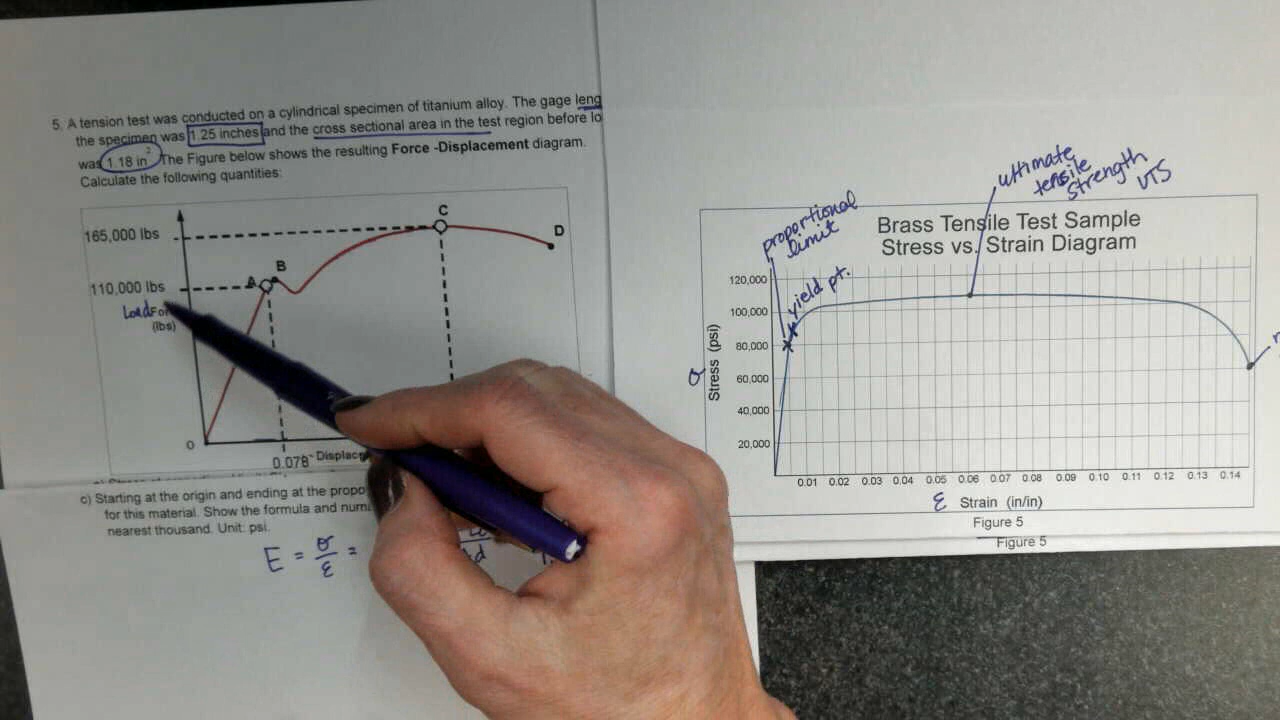 5. A tension test was conducted on a cylindrical specimen of titanium alloy. The gage leng
the specimen was 1.25 inches and the cross sectional area in the test region before lo
was 1.18 in2 The Figure below shows the resulting Force -Displacement diagram.
Calculate the following quantities:
165,000 lbs
110,000 lbs
Load
(lbs)
A
B
C
D
0
0.078
c) Starting at the origin and ending at the propo
for this material. Show the formula and num
nearest thousand. Unit: psi.
E = σ/ε =
ultimate
tensile
strength
UTS
proportional
limit
yield pt.
Brass Tensile Test Sample
Stress vs. Strain Diagram
120,000
100,000
80,000
60,000
40,000
20,000
σ
Stress (psi)
0.01 0.02 0.03 0.04 0.05 0.06 0.07 0.08 0.09 0.10 0.11 0.12 0.13 0.14
ε Strain (in/in)
Figure 5
Figure 5